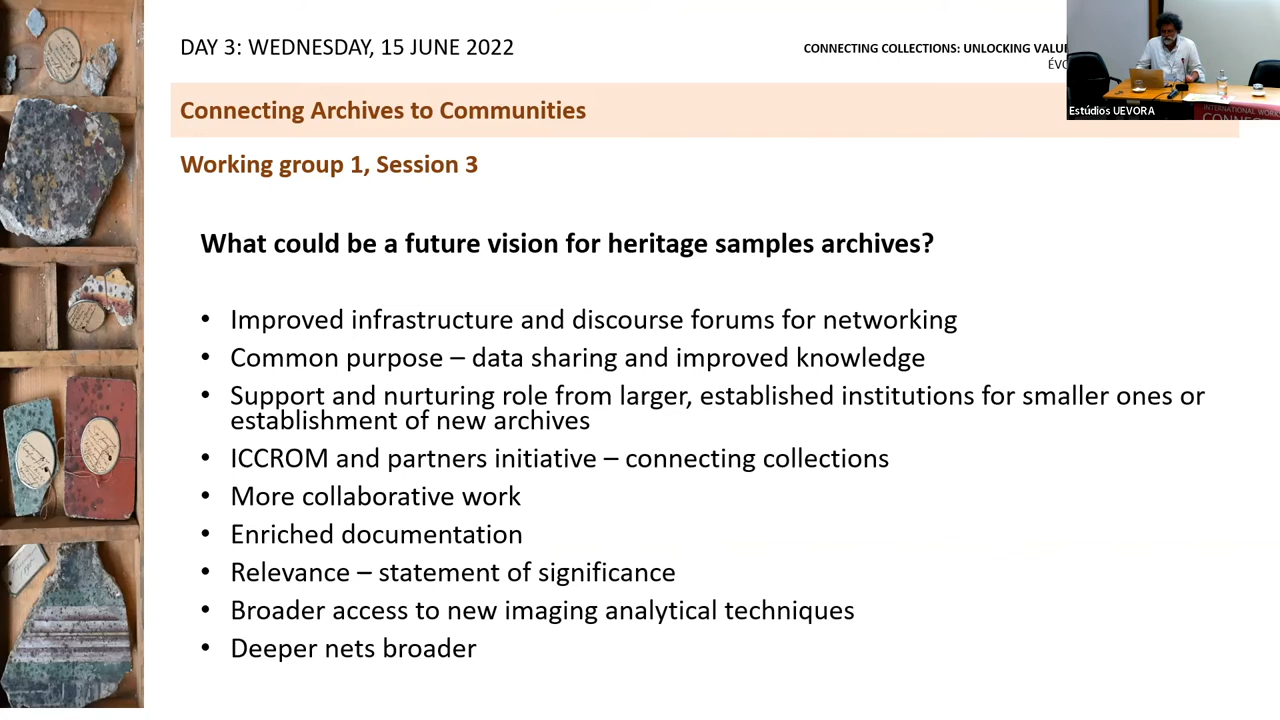 DAY 3: WEDNESDAY, 15 JUNE 2022
CONNECTING COLLECTIONS: UNLOCKING VALUE
Estúdios UEVORA
INTERNATIONAL
Connecting Archives to Communities
Working group 1, Session 3
What could be a future vision for heritage samples archives?
• Improved infrastructure and discourse forums for networking
• Common purpose – data sharing and improved knowledge
• Support and nurturing role from larger, established institutions for smaller ones or
establishment of new archives
• ICCROM and partners initiative – connecting collections
• More collaborative work
• Enriched documentation
• Relevance – statement of significance
• Broader access to new imaging analytical techniques
• Deeper nets broader